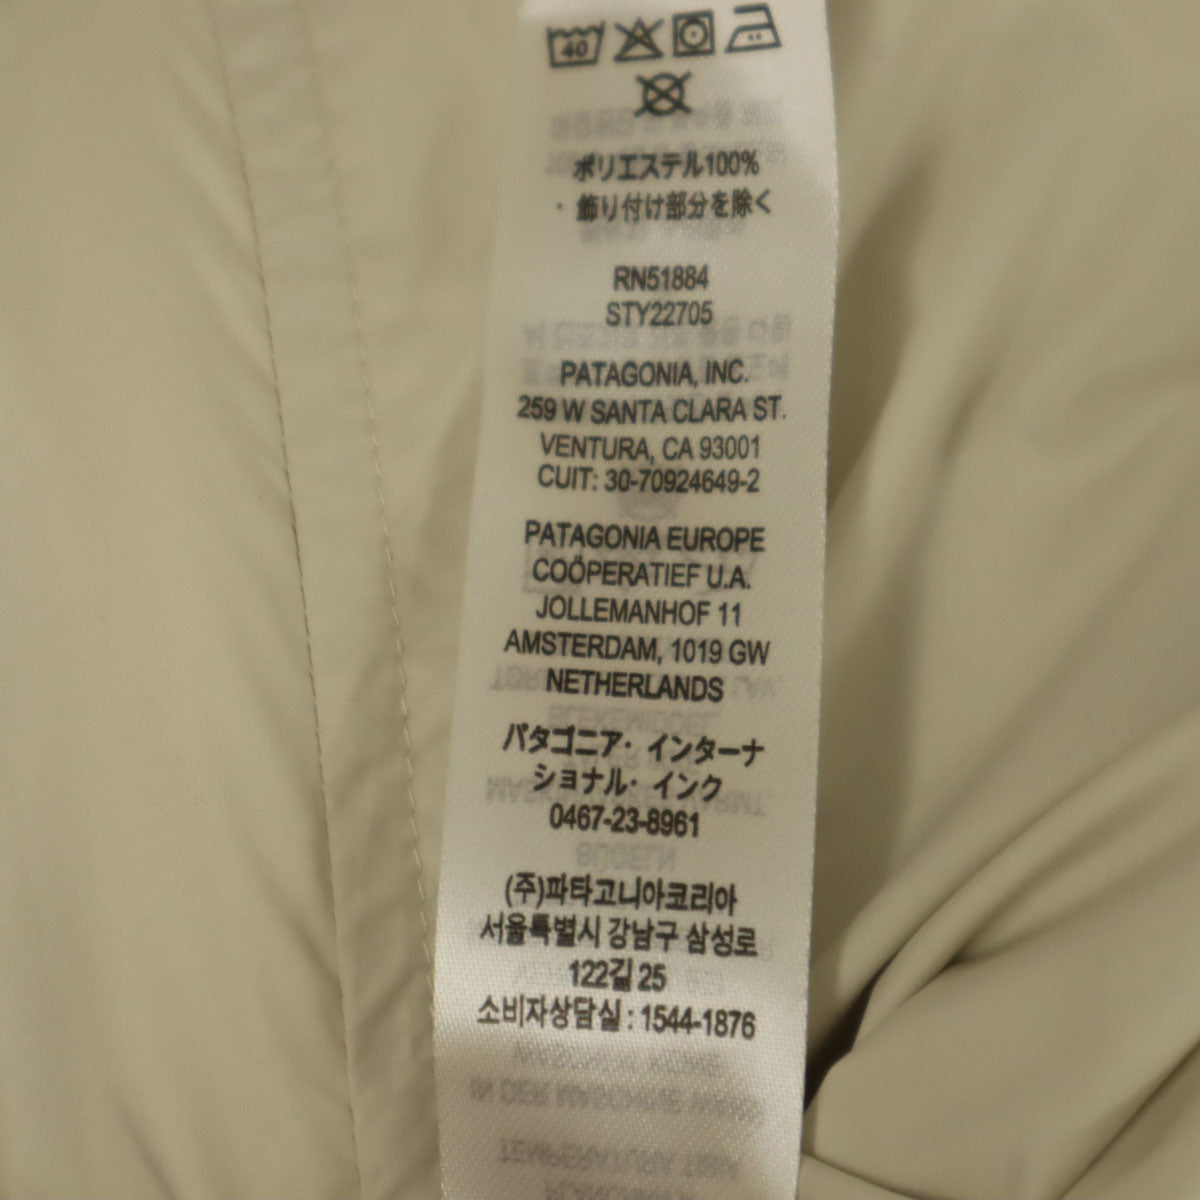 40
ポリエステル100%
・飾り付け部分を除く
RN51884
STY22705
PATAGONIA, INC.
259 W SANTA CLARA ST.
VENTURA, CA 93001
CUIT: 30-70924649-2
PATAGONIA EUROPE
COÖPERATIEF U.A.
JOLLEMANHOF 11
AMSTERDAM, 1019 GW
NETHERLANDS
パタゴニア・インターナ
ショナル・インク
0467-23-8961
(주)파타고니아코리아
서울특별시 강남구 삼성로
122길 25
소비자상담실 : 1544-1876